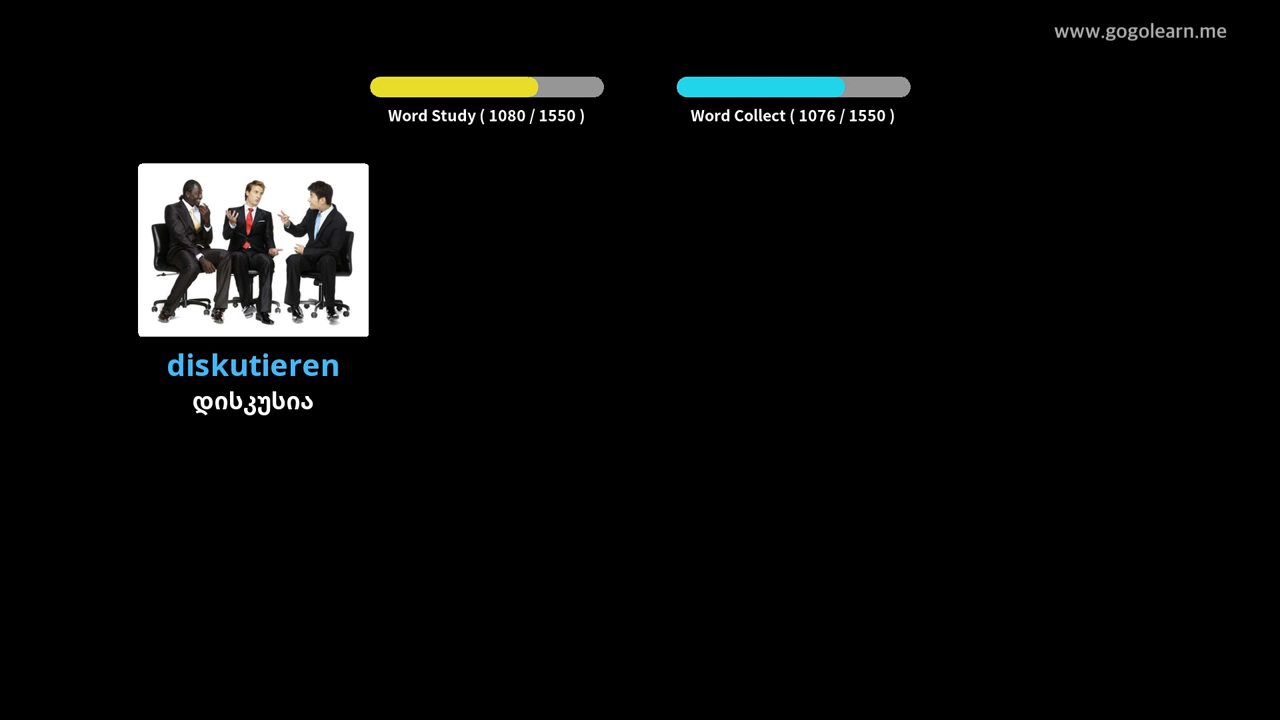 www.gogolearn.me
Word Study ( 1080 / 1550 )
Word Collect ( 1076 / 1550 )
diskutieren
დისკუსია